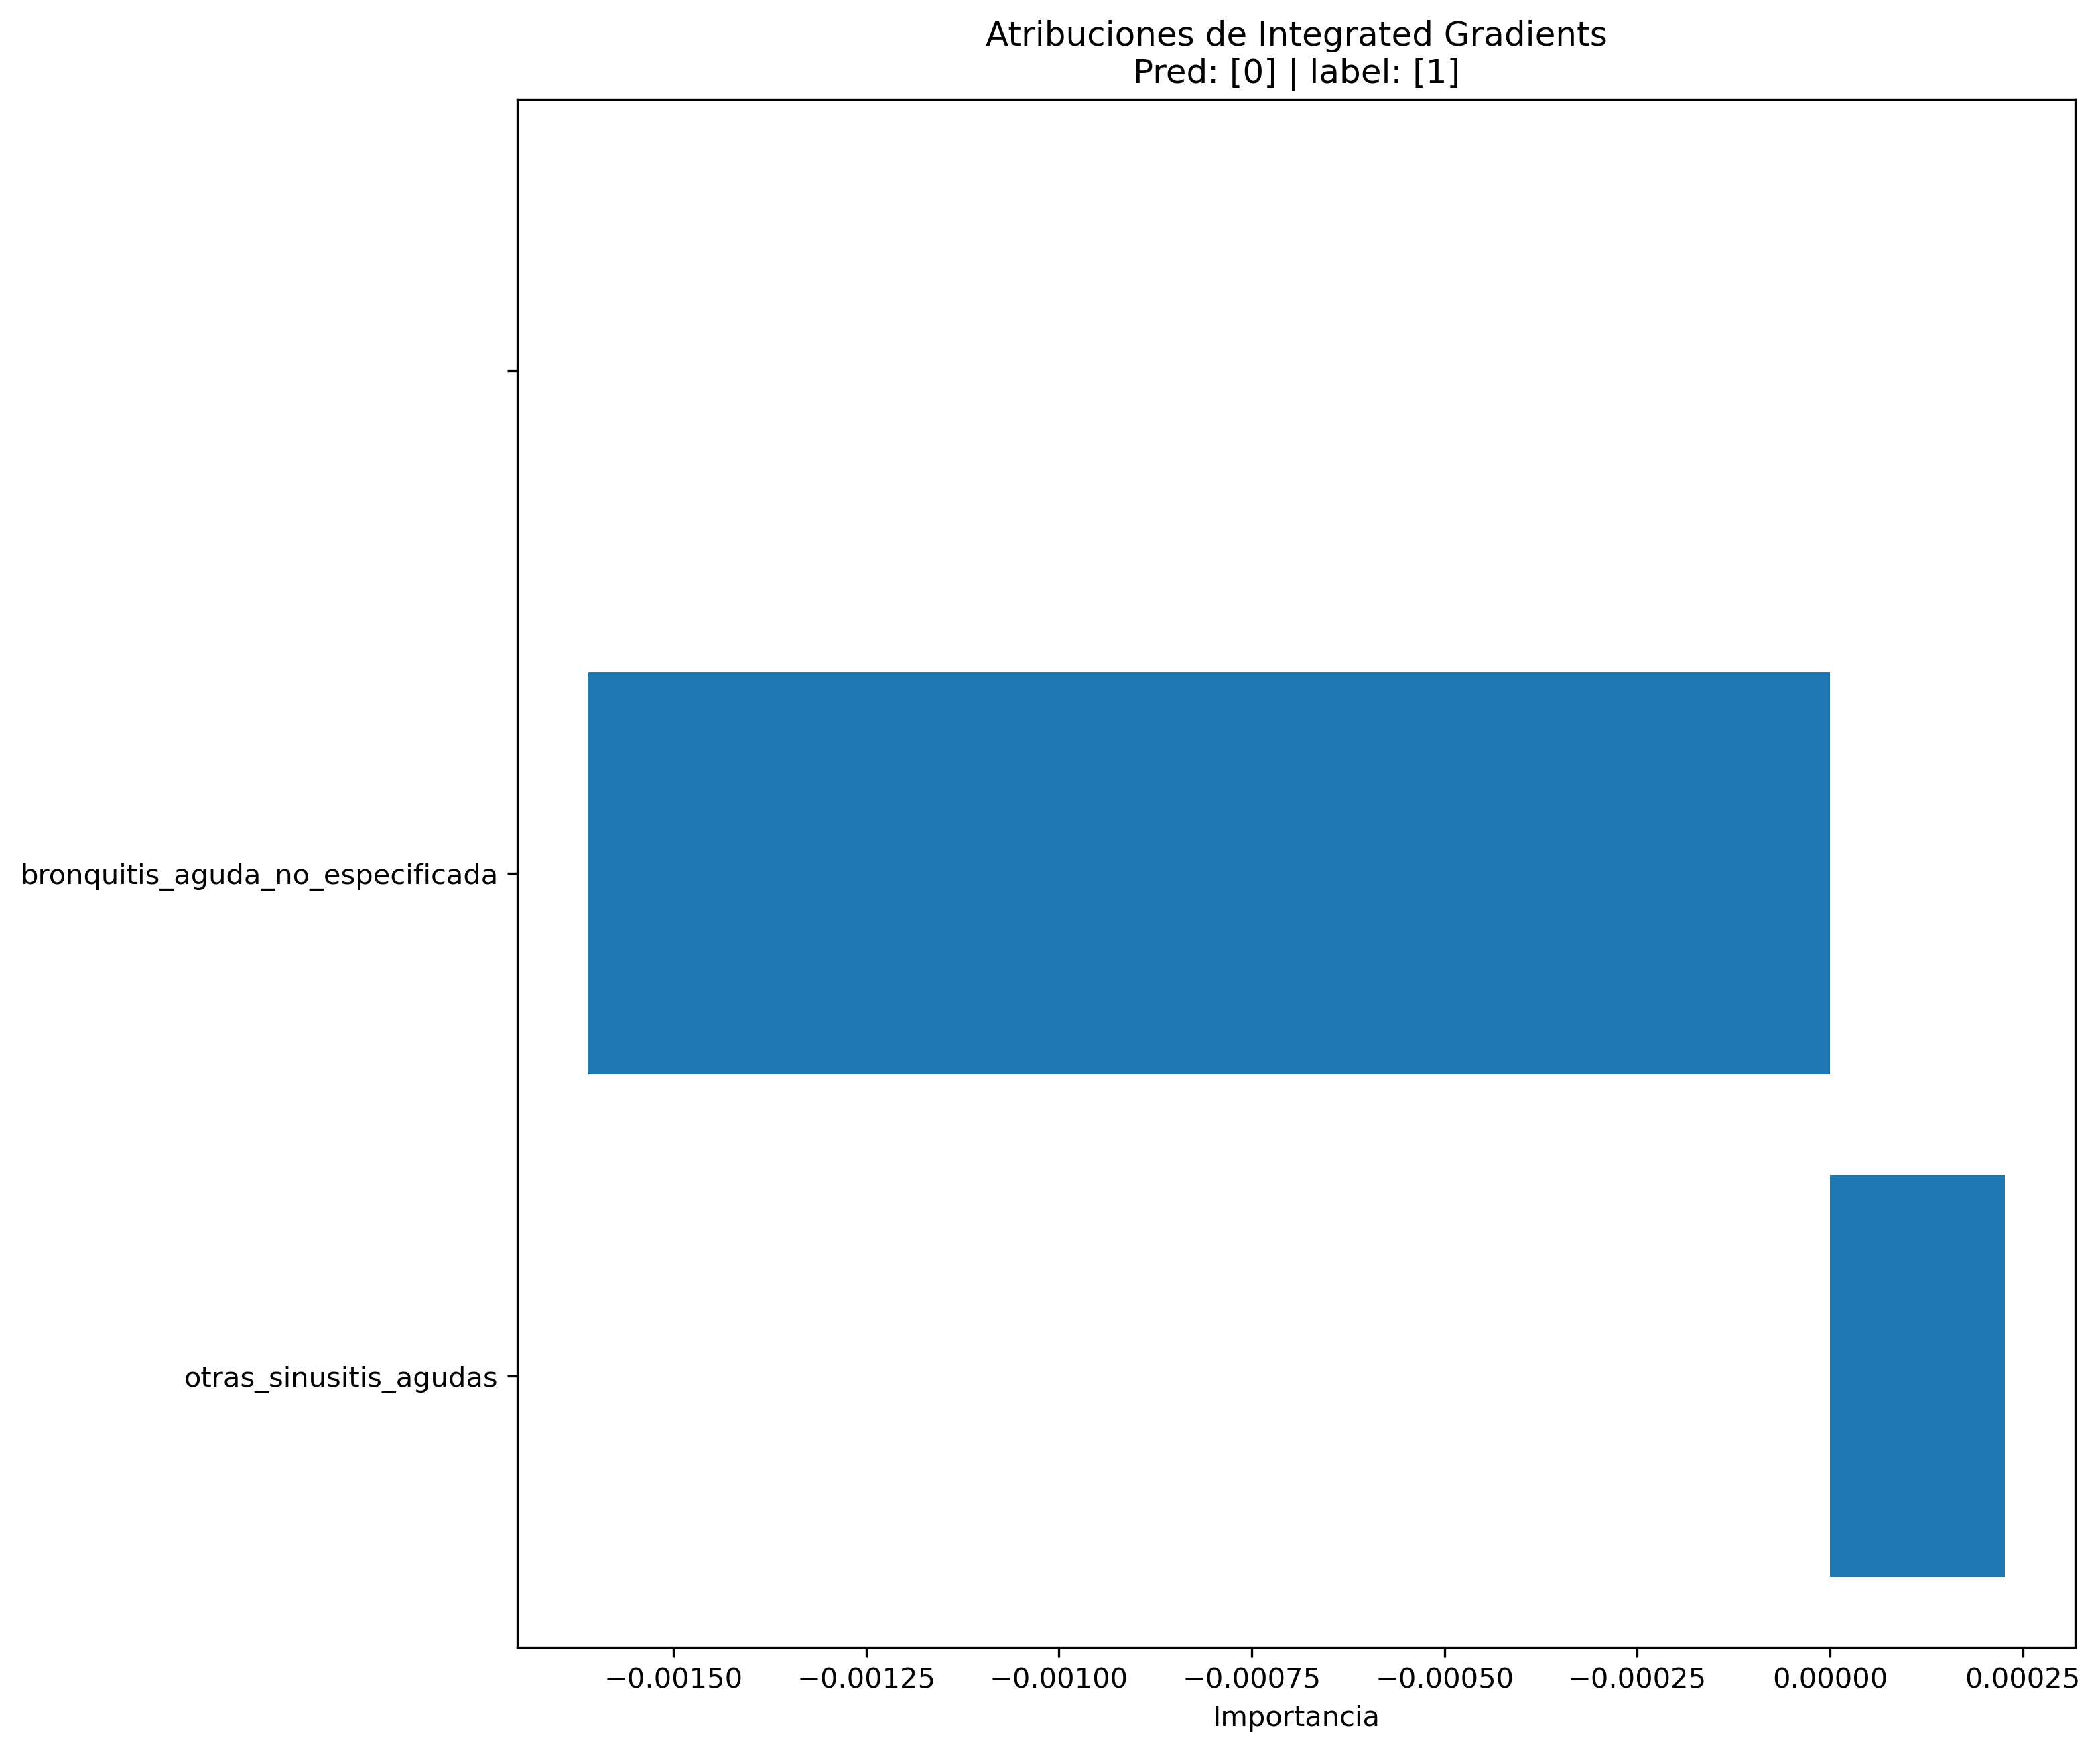 Atribuciones de Integrated Gradients
Pred: [0] | label: [1]
bronquitis_aguda_no_especificada
otras_sinusitis_agudas
−0.00150 −0.00125 −0.00100 −0.00075 −0.00050 −0.00025 0.00000 0.00025
Importancia